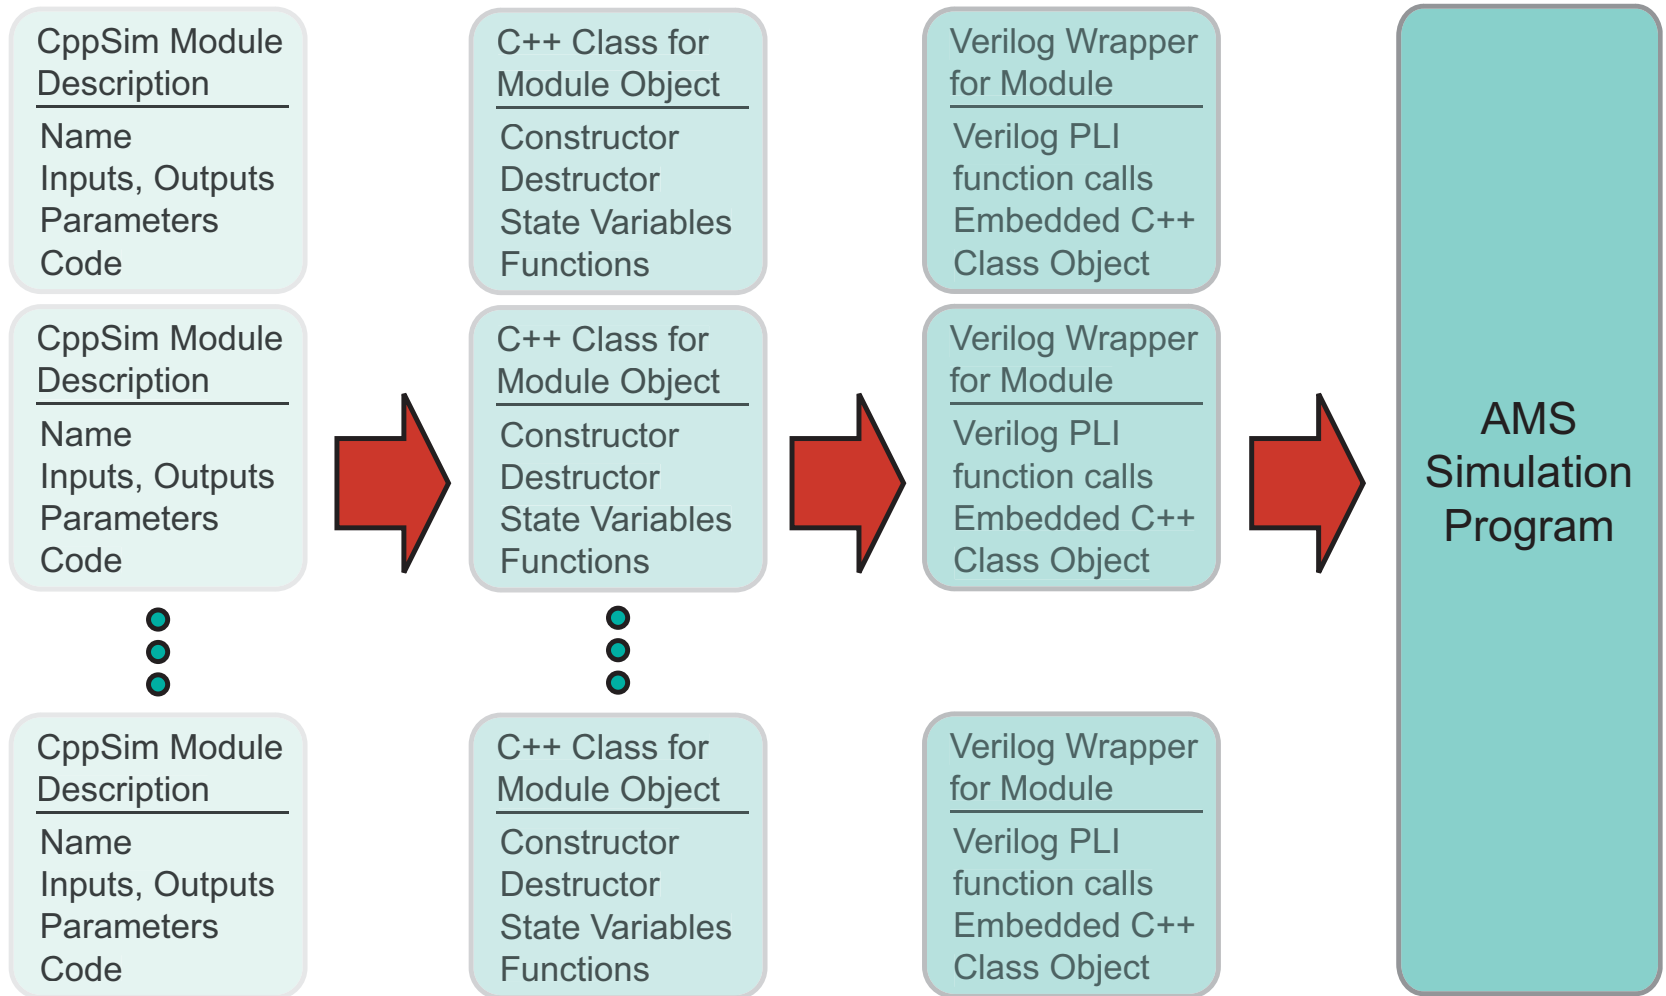 CppSim Module
Description
Name
Inputs, Outputs
Parameters
Code
C++ Class for
Module Object
Constructor
Destructor
State Variables
Functions
Verilog Wrapper
for Module
Verilog PLI
function calls
Embedded C++
Class Object
CppSim Module
Description
Name
Inputs, Outputs
Parameters
Code
C++ Class for
Module Object
Constructor
Destructor
State Variables
Functions
Verilog Wrapper
for Module
Verilog PLI
function calls
Embedded C++
Class Object
CppSim Module
Description
Name
Inputs, Outputs
Parameters
Code
C++ Class for
Module Object
Constructor
Destructor
State Variables
Functions
Verilog Wrapper
for Module
Verilog PLI
function calls
Embedded C++
Class Object
AMS
Simulation
Program